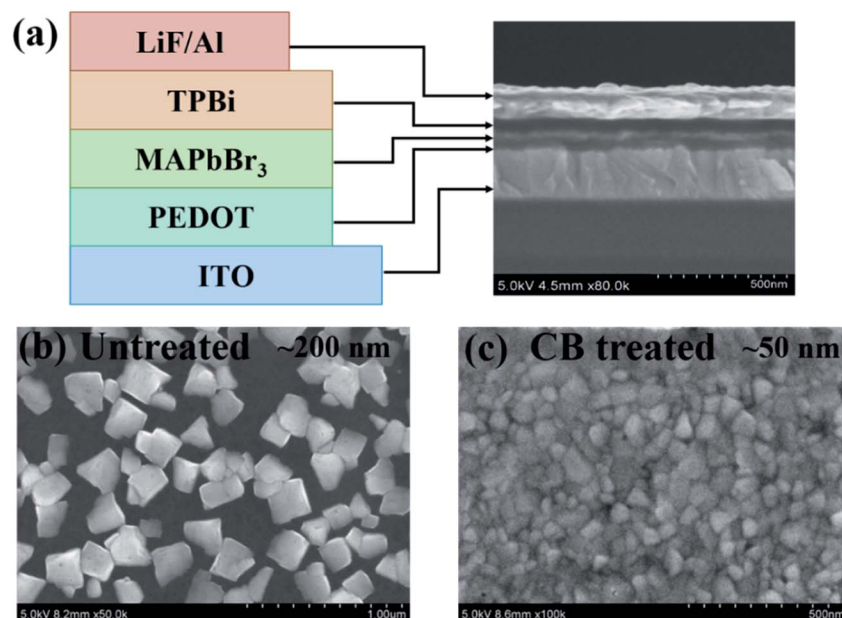 (a)
LiF/Al
TPBi
MAPbBr₃
PEDOT
ITO
5.0kV 4.5mm x80.0k 500nm
(b) Untreated ~200 nm
5.0kV 8.2mm x50.0k 1.00μm
(c) CB treated ~50 nm
5.0kV 8.6mm x100k 500nm